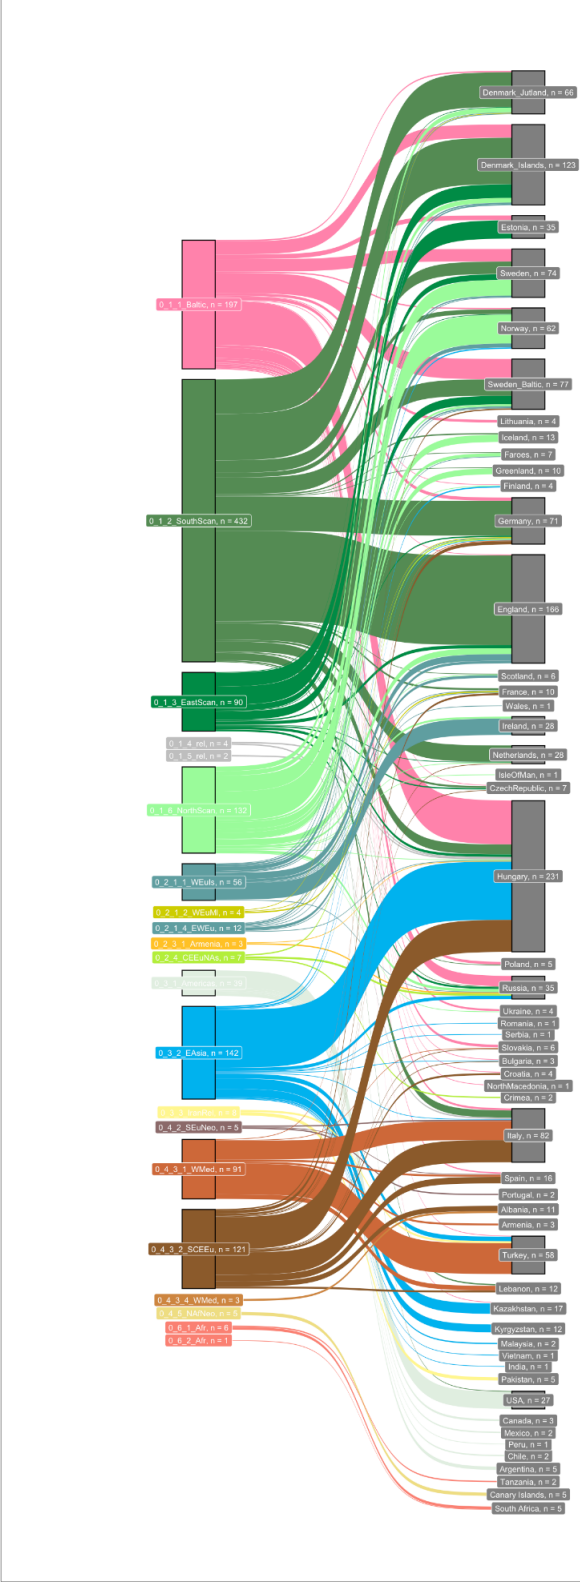 Denmark_Jutland, n = 66
Denmark_Islands, n = 123
Estonia, n = 35
Sweden, n = 74
Norway, n = 62
Sweden_Baltic, n = 77
Lithuania, n = 4
Iceland, n = 13
Faroes, n = 7
Greenland, n = 10
Finland, n = 4
Germany, n = 71
England, n = 166
Scotland, n = 6
France, n = 10
Wales, n = 1
Ireland, n = 28
Netherlands, n = 28
IsleOfMan, n = 1
CzechRepublic, n = 7
Hungary, n = 231
Poland, n = 5
Russia, n = 35
Ukraine, n = 4
Romania, n = 1
Serbia, n = 1
Slovakia, n = 6
Bulgaria, n = 3
Croatia, n = 4
NorthMacedonia, n = 1
Crimea, n = 2
Italy, n = 82
Spain, n = 16
Portugal, n = 2
Albania, n = 11
Armenia, n = 3
Turkey, n = 58
Lebanon, n = 12
Kazakhstan, n = 17
Kyrgyzstan, n = 12
Malaysia, n = 2
Vietnam, n = 1
India, n = 1
Pakistan, n = 5
USA, n = 27
Canada, n = 3
Mexico, n = 2
Peru, n = 1
Chile, n = 2
Argentina, n = 5
Tanzania, n = 2
Canary Islands, n = 5
South Africa, n = 5
0_1_1_Baltic, n = 197
0_1_2_SouthScan, n = 432
0_1_3_EastScan, n = 90
0_1_4_rel, n = 4
0_1_5_rel, n = 2
0_1_6_NorthScan, n = 132
0_2_1_1_WEuIs, n = 56
0_2_1_2_WEuMI, n = 4
0_2_1_4_EWEu, n = 12
0_2_3_1_Armenia, n = 3
0_2_4_CEEuNAs, n = 7
0_3_2_EAsia, n = 142
0_4_2_SEuNeo, n = 5
0_4_3_1_WMed, n = 91
0_4_3_2_SCEEu, n = 121
0_4_3_4_WMed, n = 3
n = 5
0_6_1_Afr, n = 6
0_6_2_Afr, n = 1